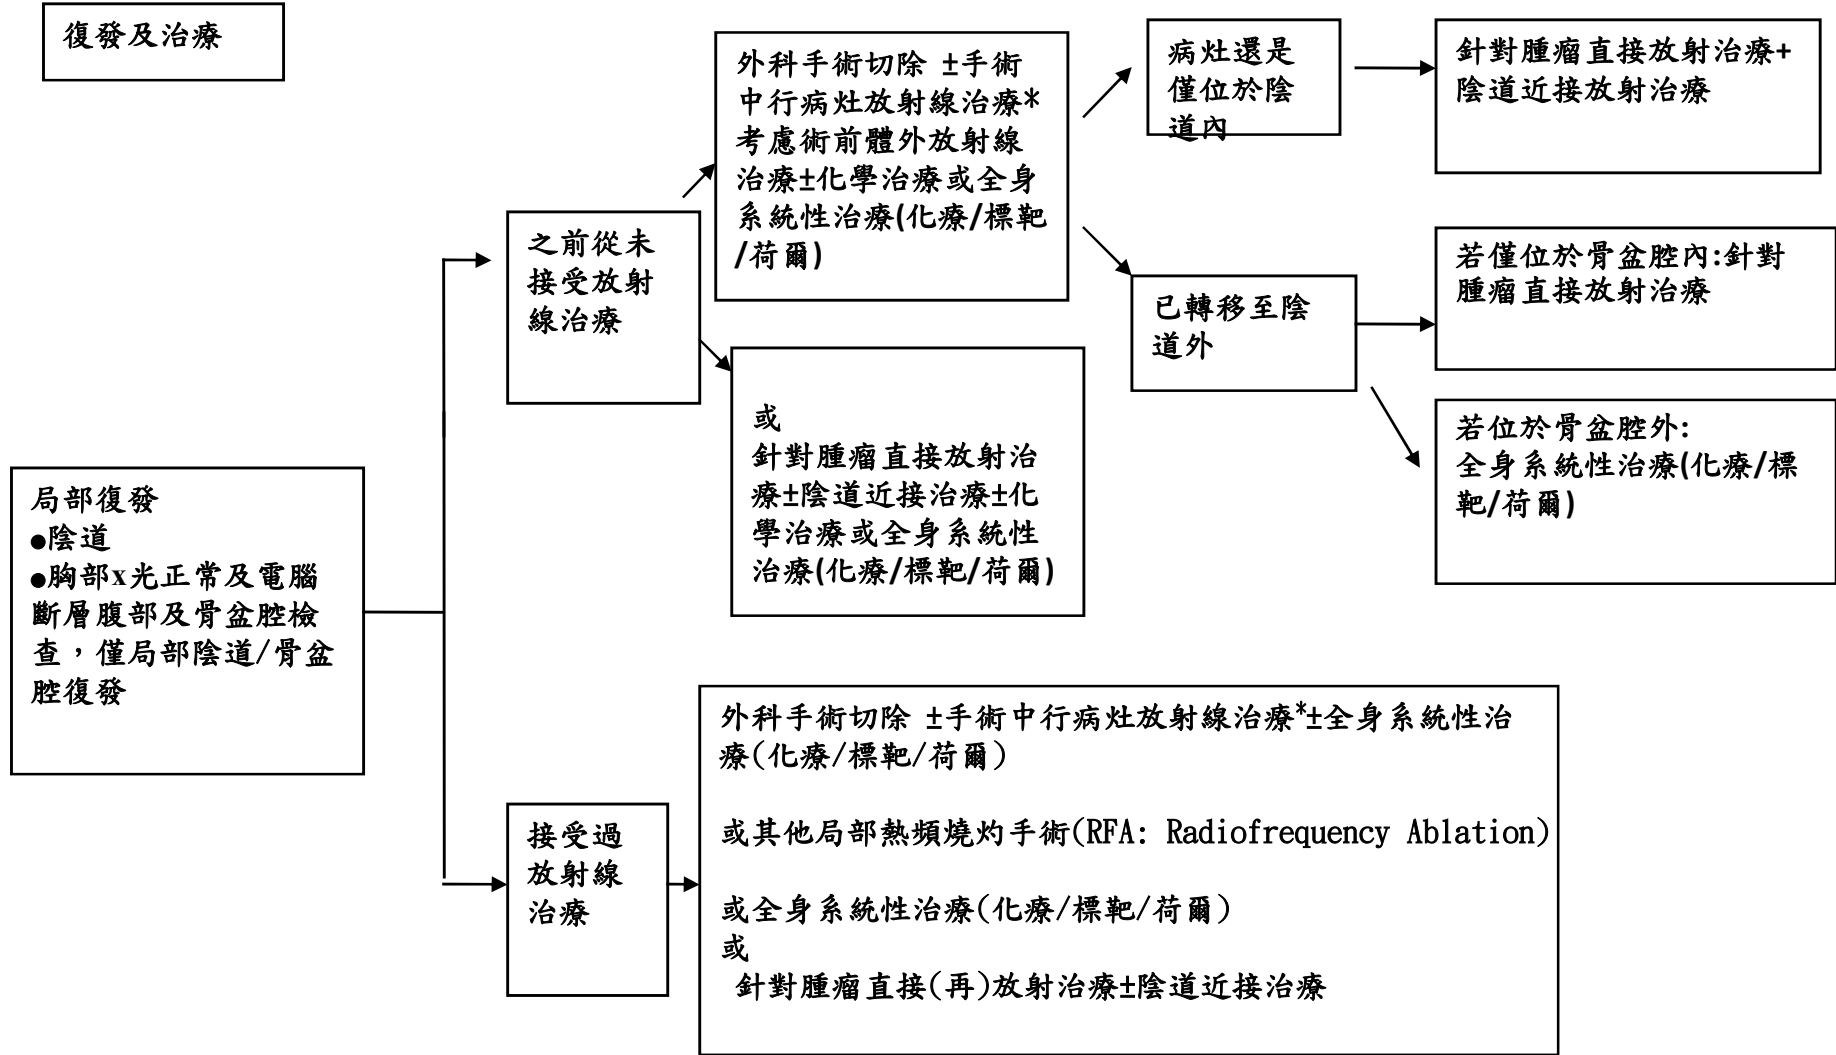 復發及治療
外科手術切除 ±手術
中行病灶放射線治療*
考慮術前體外放射線
治療±化學治療或全身
系統性治療(化療/標靶
/荷爾)
病灶還是
僅位於陰
道內
針對腫瘤直接放射治療+
陰道近接放射治療
之前從未
接受放射
線治療
若僅位於骨盆腔內:針對
腫瘤直接放射治療
已轉移至陰
道外
或
針對腫瘤直接放射治
療±陰道近接治療±化
學治療或全身系統性
治療(化療/標靶/荷爾)
若位於骨盆腔外:
全身系統性治療(化療/標
靶/荷爾)
局部復發
●陰道
●胸部x光正常及電腦
斷層腹部及骨盆腔檢
查，僅局部陰道/骨盆
腔復發
接受過
放射線
治療
外科手術切除 ±手術中行病灶放射線治療*±全身系統性治
療(化療/標靶/荷爾)
或其他局部熱頻燒灼手術(RFA: Radiofrequency Ablation)
或全身系統性治療(化療/標靶/荷爾)
或
針對腫瘤直接(再)放射治療±陰道近接治療